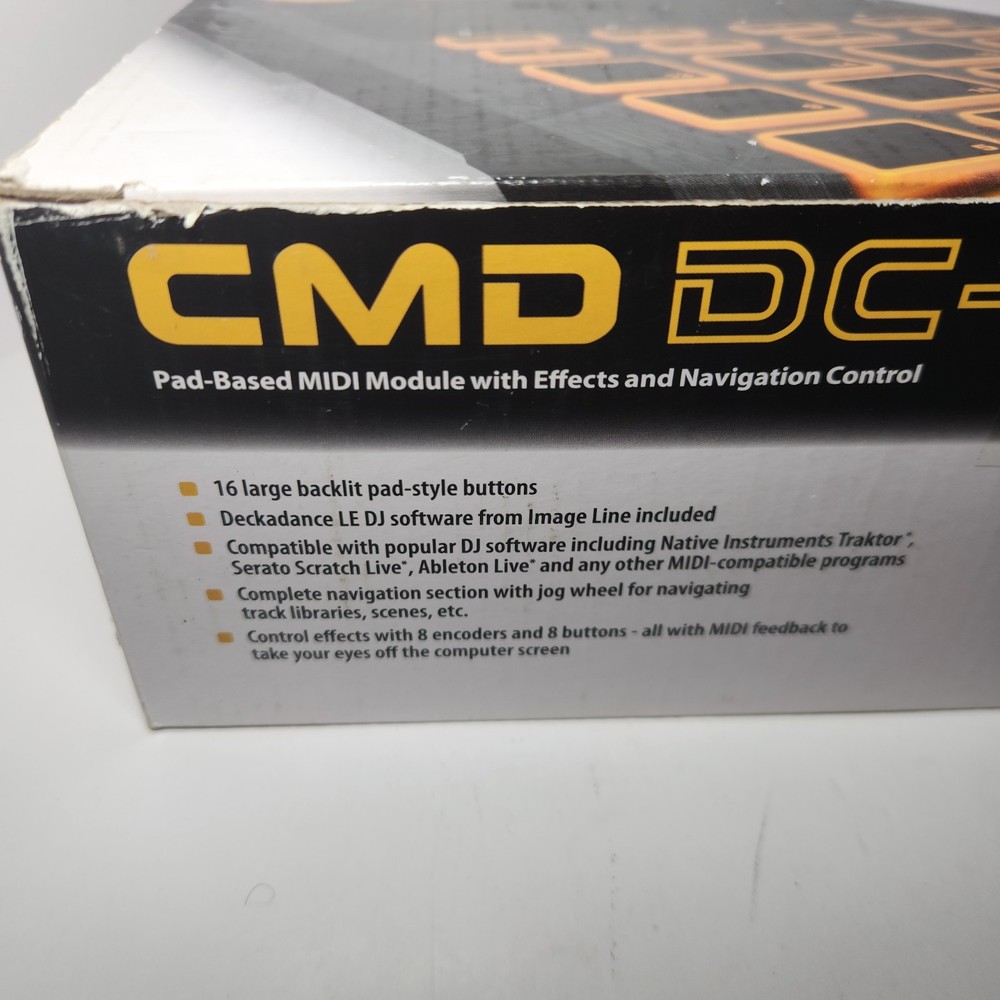 CMD DC-
Pad-Based MIDI Module with Effects and Navigation Control
16 large backlit pad-style buttons
Deckadance LE DJ software from Image Line included
Compatible with popular DJ software including Native Instruments Traktor*,
Serato Scratch Live*, Ableton Live* and any other MIDI-compatible programs
Complete navigation section with jog wheel for navigating
track libraries, scenes, etc.
Control effects with 8 encoders and 8 buttons - all with MIDI feedback to
take your eyes off the computer screen